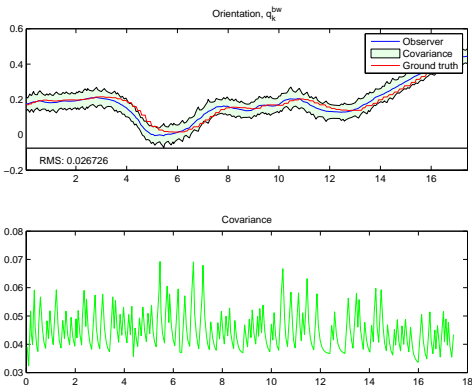 Orientation, q_k^bw
0.6
0.4
0.2
0
−0.2
Observer
Covariance
Ground truth
RMS: 0.026726
2 4 6 8 10 12 14 16
Covariance
0.08
0.07
0.06
0.05
0.04
0.03
0 2 4 6 8 10 12 14 16 18